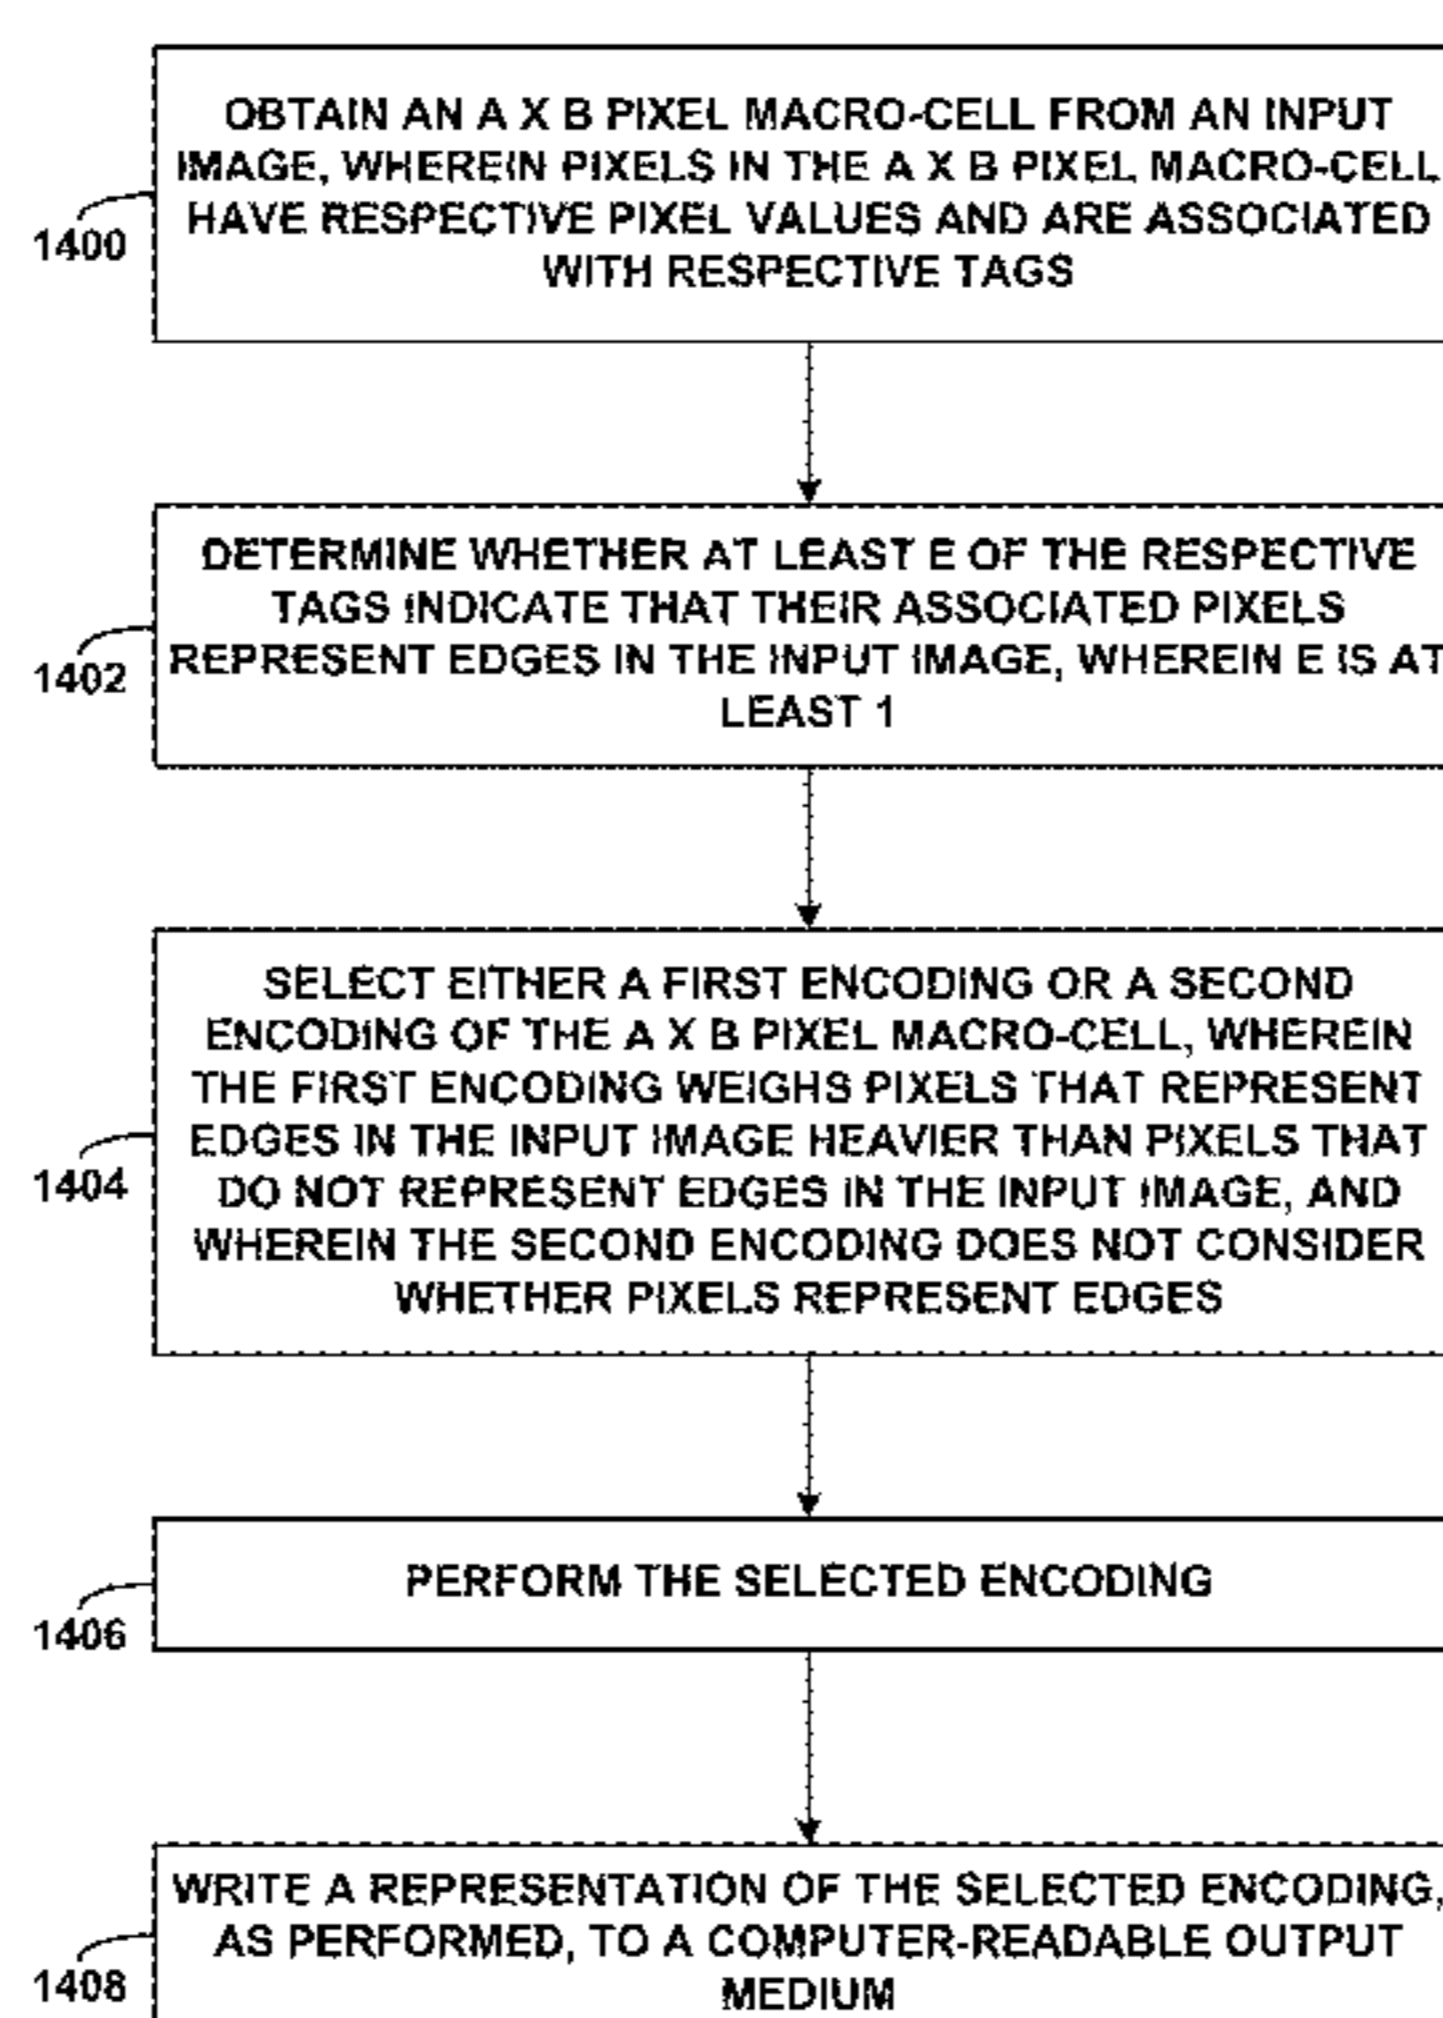 OBTAIN AN A X B PIXEL MACRO-CELL FROM AN INPUT
IMAGE, WHEREIN PIXELS IN THE A X B PIXEL MACRO-CELL
HAVE RESPECTIVE PIXEL VALUES AND ARE ASSOCIATED
WITH RESPECTIVE TAGS
1400
DETERMINE WHETHER AT LEAST E OF THE RESPECTIVE
TAGS INDICATE THAT THEIR ASSOCIATED PIXELS
REPRESENT EDGES IN THE INPUT IMAGE, WHEREIN E IS AT
LEAST 1
1402
SELECT EITHER A FIRST ENCODING OR A SECOND
ENCODING OF THE A X B PIXEL MACRO-CELL, WHEREIN
THE FIRST ENCODING WEIGHS PIXELS THAT REPRESENT
EDGES IN THE INPUT IMAGE HEAVIER THAN PIXELS THAT
DO NOT REPRESENT EDGES IN THE INPUT IMAGE, AND
WHEREIN THE SECOND ENCODING DOES NOT CONSIDER
WHETHER PIXELS REPRESENT EDGES
1404
PERFORM THE SELECTED ENCODING
1406
WRITE A REPRESENTATION OF THE SELECTED ENCODING,
AS PERFORMED, TO A COMPUTER-READABLE OUTPUT
MEDIUM
1408